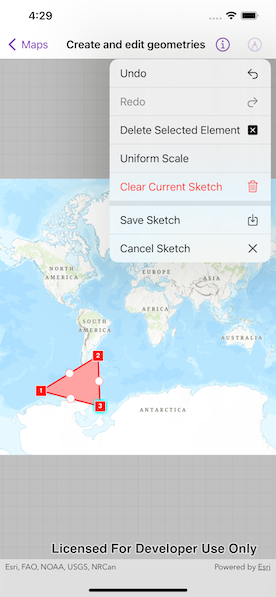 4:29
Maps
Create and edit geometries
Undo
Redo
Delete Selected Element
Uniform Scale
Clear Current Sketch
Save Sketch
Cancel Sketch
NORTH
AMERICA
EUROPE
ASIA
AFRICA
SOUTH
AMERICA
AUSTRALIA
2
1
3
ANTARCTICA
Licensed For Developer Use Only
Esri, FAO, NOAA, USGS, NRCan
Powered by Esri